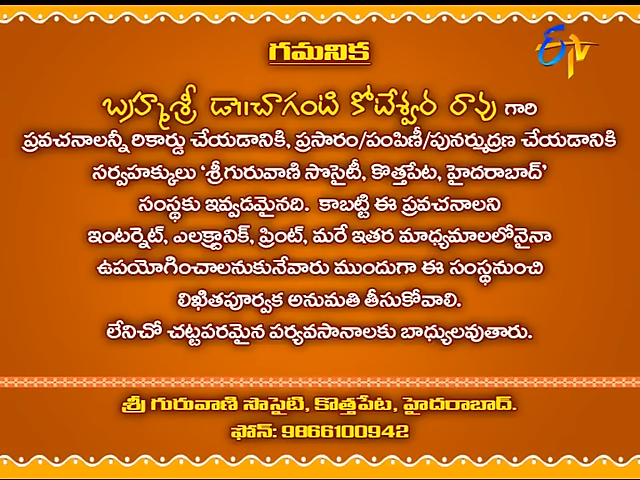 గమనిక
ETV
బ్రహ్మశ్రీ డా॥చాగంటి కోటేశ్వర రావు గారి
ప్రవచనాలన్నీ రికార్డు చేయడానికి, ప్రసారం/పంపిణీ/పునర్ముద్రణ చేయడానికి
సర్వహక్కులు ‘శ్రీగురువాణి సొసైటీ, కొత్తపేట, హైదరాబాద్’
సంస్థకు ఇవ్వడమైనది. కాబట్టి ఈ ప్రవచనాలని
ఇంటర్నెట్, ఎలక్ట్రానిక్, ప్రింట్, మరే ఇతర మాధ్యమాలలోనైనా
ఉపయోగించాలనుకునేవారు ముందుగా ఈ సంస్థనుంచి
లిఖితపూర్వక అనుమతి తీసుకోవాలి.
లేనిచో చట్టపరమైన పర్యవసానాలకు బాధ్యులవుతారు.
శ్రీ గురువాణి సొసైటి, కొత్తపేట, హైదరాబాద్.
ఫోన్: 9866100942